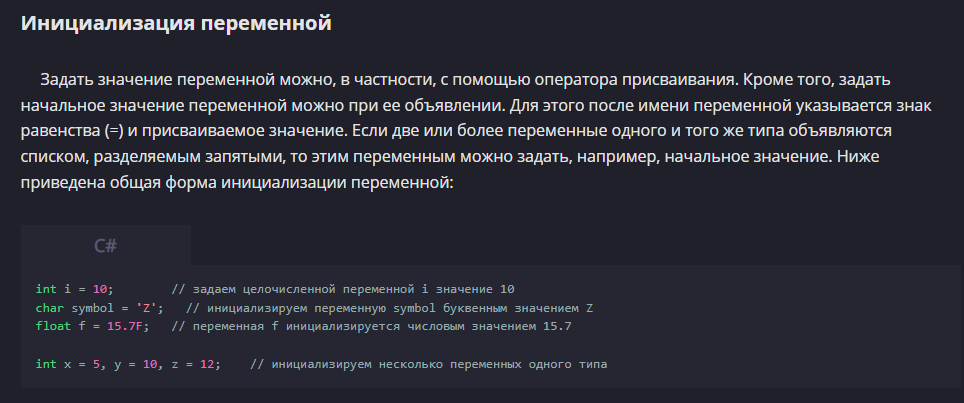 Инициализация переменной
Задать значение переменной можно, в частности, с помощью оператора присваивания. Кроме того, задать
начальное значение переменной можно при ее объявлении. Для этого после имени переменной указывается знак
равенства (=) и присваиваемое значение. Если две или более переменные одного и того же типа объявляются
списком, разделяемым запятыми, то этим переменным можно задать, например, начальное значение. Ниже
приведена общая форма инициализации переменной:
C#
int i = 10;        // задаем целочисленной переменной i значение 10
char symbol = 'Z';   // инициализируем переменную symbol буквенным значением Z
float f = 15.7F;   // переменная f инициализируется числовым значением 15.7
int x = 5, y = 10, z = 12;    // инициализируем несколько переменных одного типа